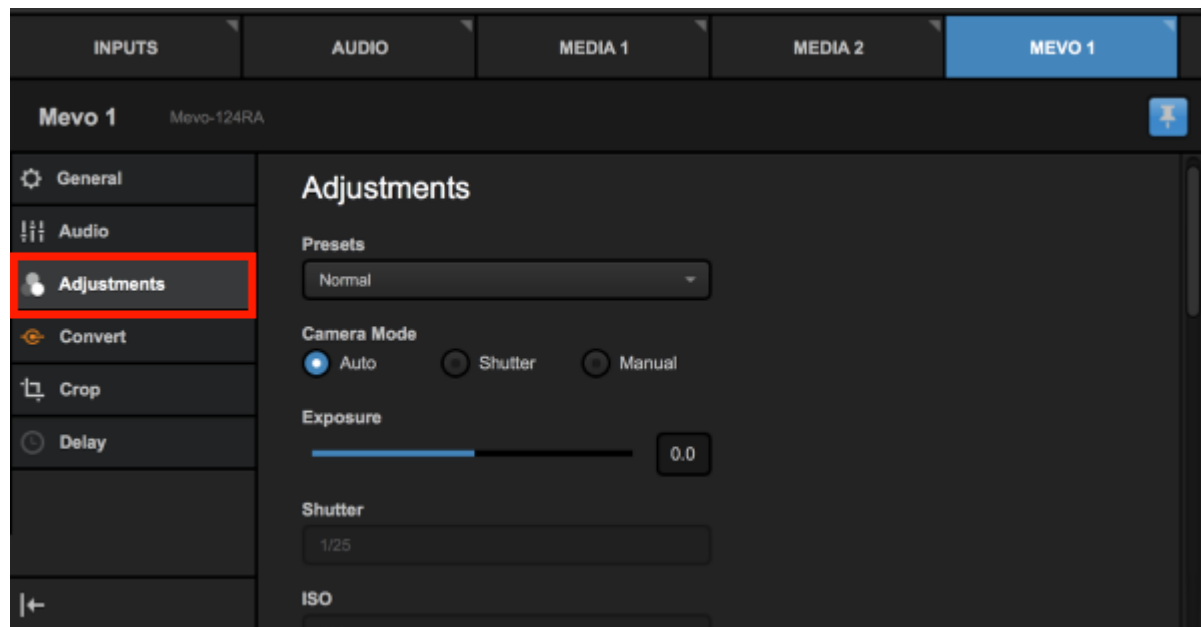 INPUTS AUDIO MEDIA 1 MEDIA 2 MEVO 1
Mevo 1 Mevo-124RA
General
Audio
Adjustments
Convert
Crop
Delay
Adjustments
Presets
Normal
Camera Mode
Auto Shutter Manual
Exposure
0.0
Shutter
1/25
ISO